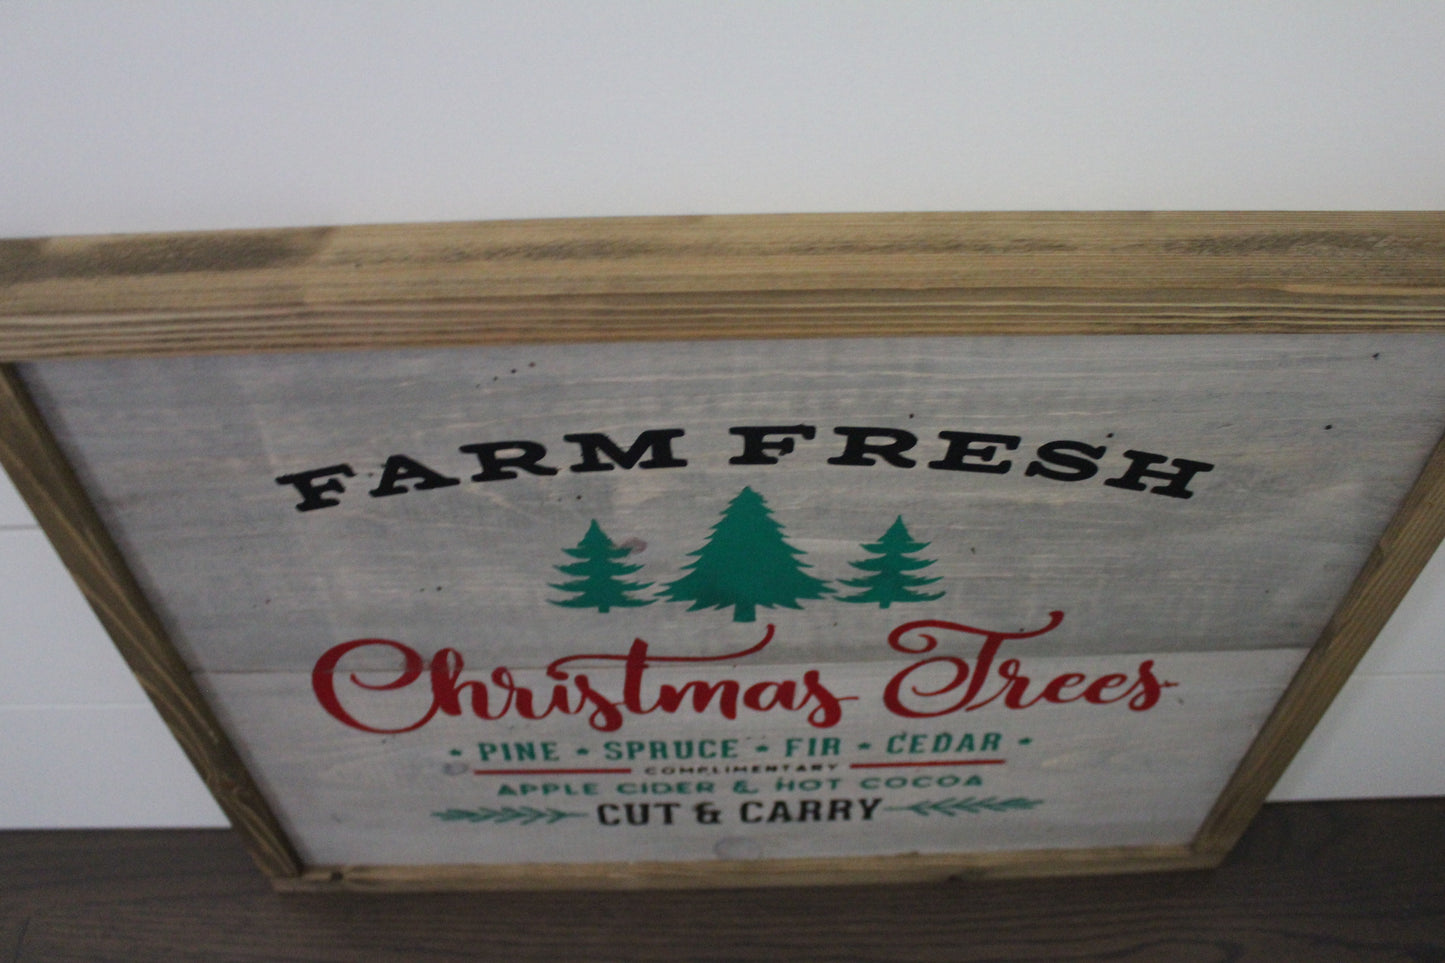 FARM FRESH
Christmas Trees
• PINE • SPRUCE • FIR • CEDAR •
COMPLIMENTARY
APPLE CIDER & HOT COCOA
CUT & CARRY